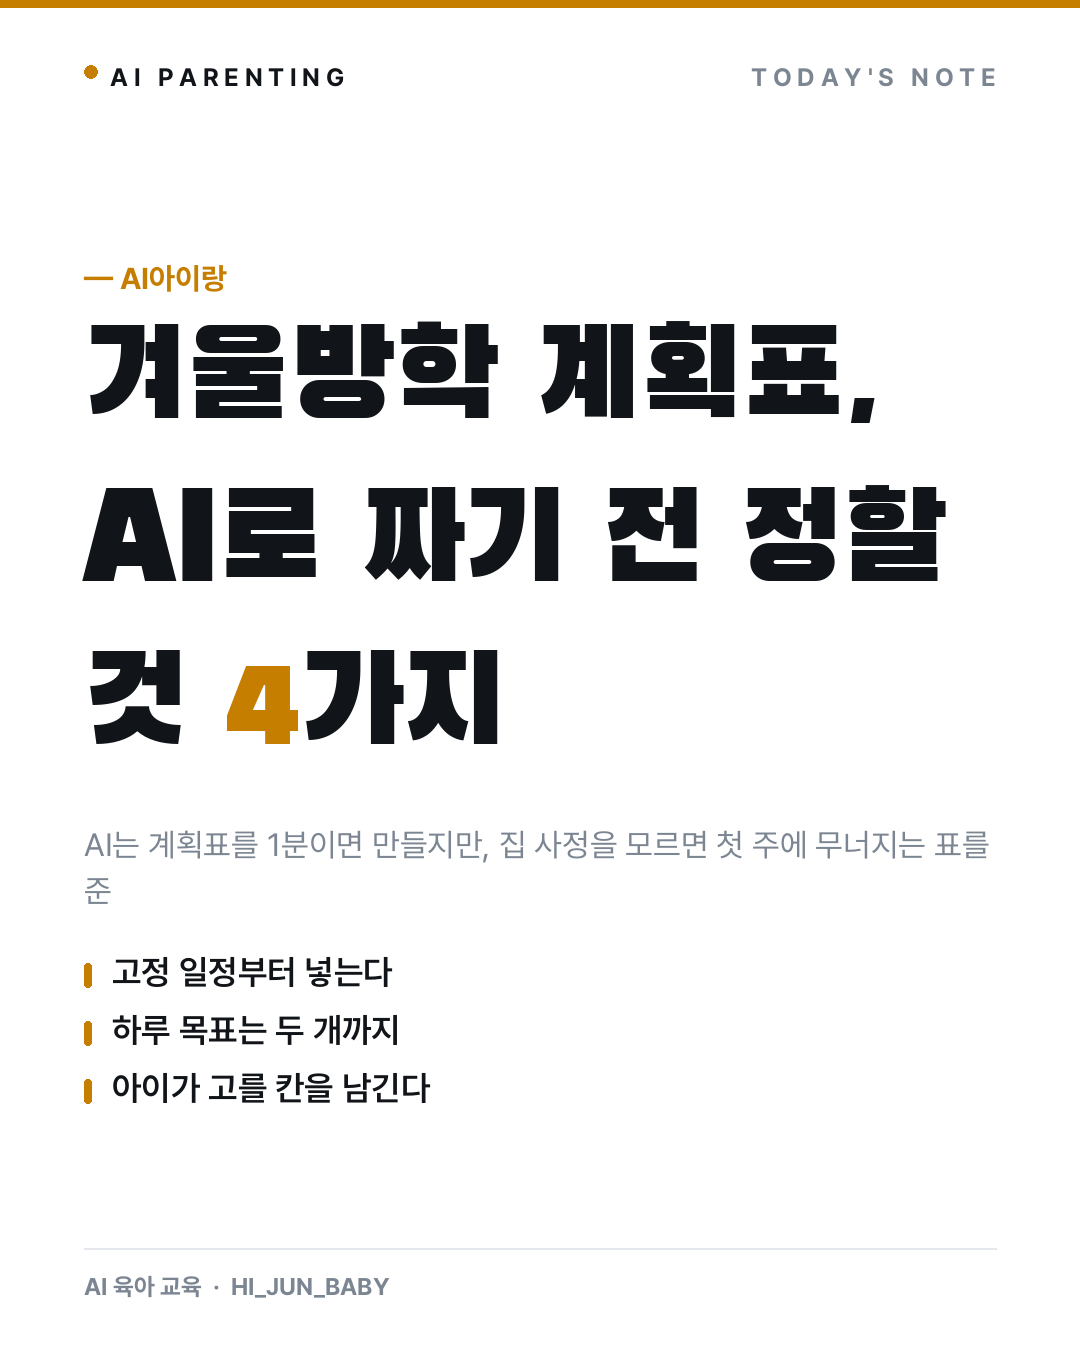 AI PARENTING
TODAY'S NOTE
— AI아이랑
겨울방학 계획표,
AI로 짜기 전 정할
것 4가지
AI는 계획표를 1분이면 만들지만, 집 사정을 모르면 첫 주에 무너지는 표를
준
고정 일정부터 넣는다
하루 목표는 두 개까지
아이가 고를 칸을 남긴다
AI 육아 교육 · HI_JUN_BABY